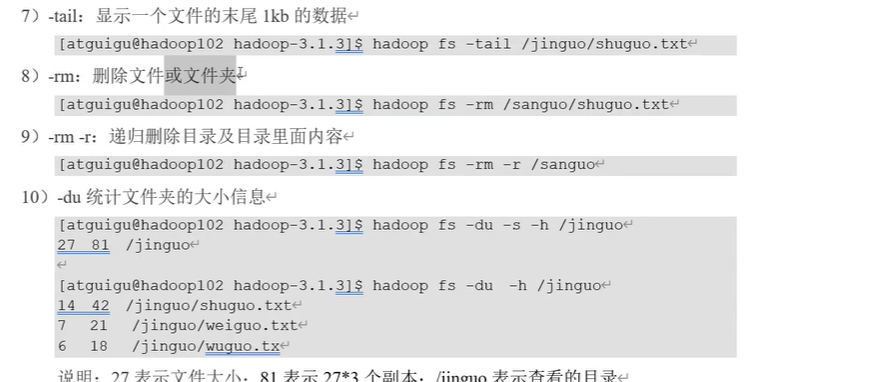 7）-tail：显示一个文件的末尾 1kb 的数据
[atguigu@hadoop102 hadoop-3.1.3]$ hadoop fs -tail /jinguo/shuguo.txt
8）-rm：删除文件或文件夹
[atguigu@hadoop102 hadoop-3.1.3]$ hadoop fs -rm /sanguo/shuguo.txt
9）-rm -r：递归删除目录及目录里面内容
[atguigu@hadoop102 hadoop-3.1.3]$ hadoop fs -rm -r /sanguo
10）-du 统计文件夹的大小信息
[atguigu@hadoop102 hadoop-3.1.3]$ hadoop fs -du -s -h /jinguo
27  81  /jinguo
[atguigu@hadoop102 hadoop-3.1.3]$ hadoop fs -du  -h /jinguo
14  42  /jinguo/shuguo.txt
7   21   /jinguo/weiguo.txt
6   18   /jinguo/wuguo.tx
说明：27 表示文件大小；81 表示 27*3 个副本；/jinguo 表示查看的目录